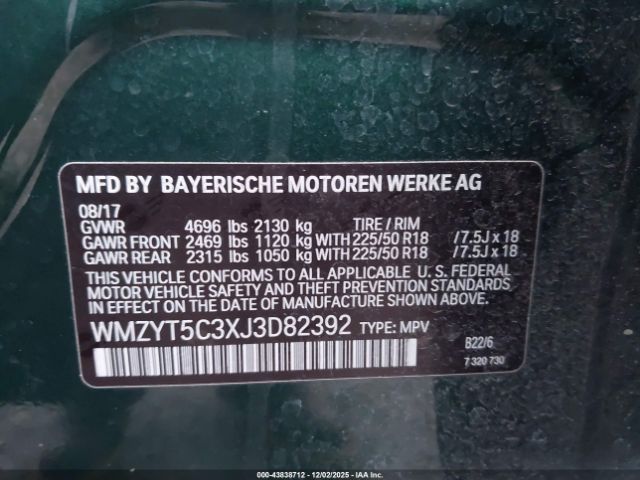 MFD BY BAYERISCHE MOTOREN WERKE AG
08/17
GVWR 4696 lbs 2130 kg TIRE / RIM
GAWR FRONT 2469 lbs 1120 kg WITH 225/50 R18 /7.5J x 18
GAWR REAR 2315 lbs 1050 kg WITH 225/50 R18 /7.5J x 18
THIS VEHICLE CONFORMS TO ALL APPLICABLE U. S. FEDERAL
MOTOR VEHICLE SAFETY AND THEFT PREVENTION STANDARDS
IN EFFECT ON THE DATE OF MANUFACTURE SHOWN ABOVE.
WMZYT5C3XJ3D82392 TYPE: MPV
B22/6
7 320 730
000-43838712 - 12/02/2025 - IAA Inc.